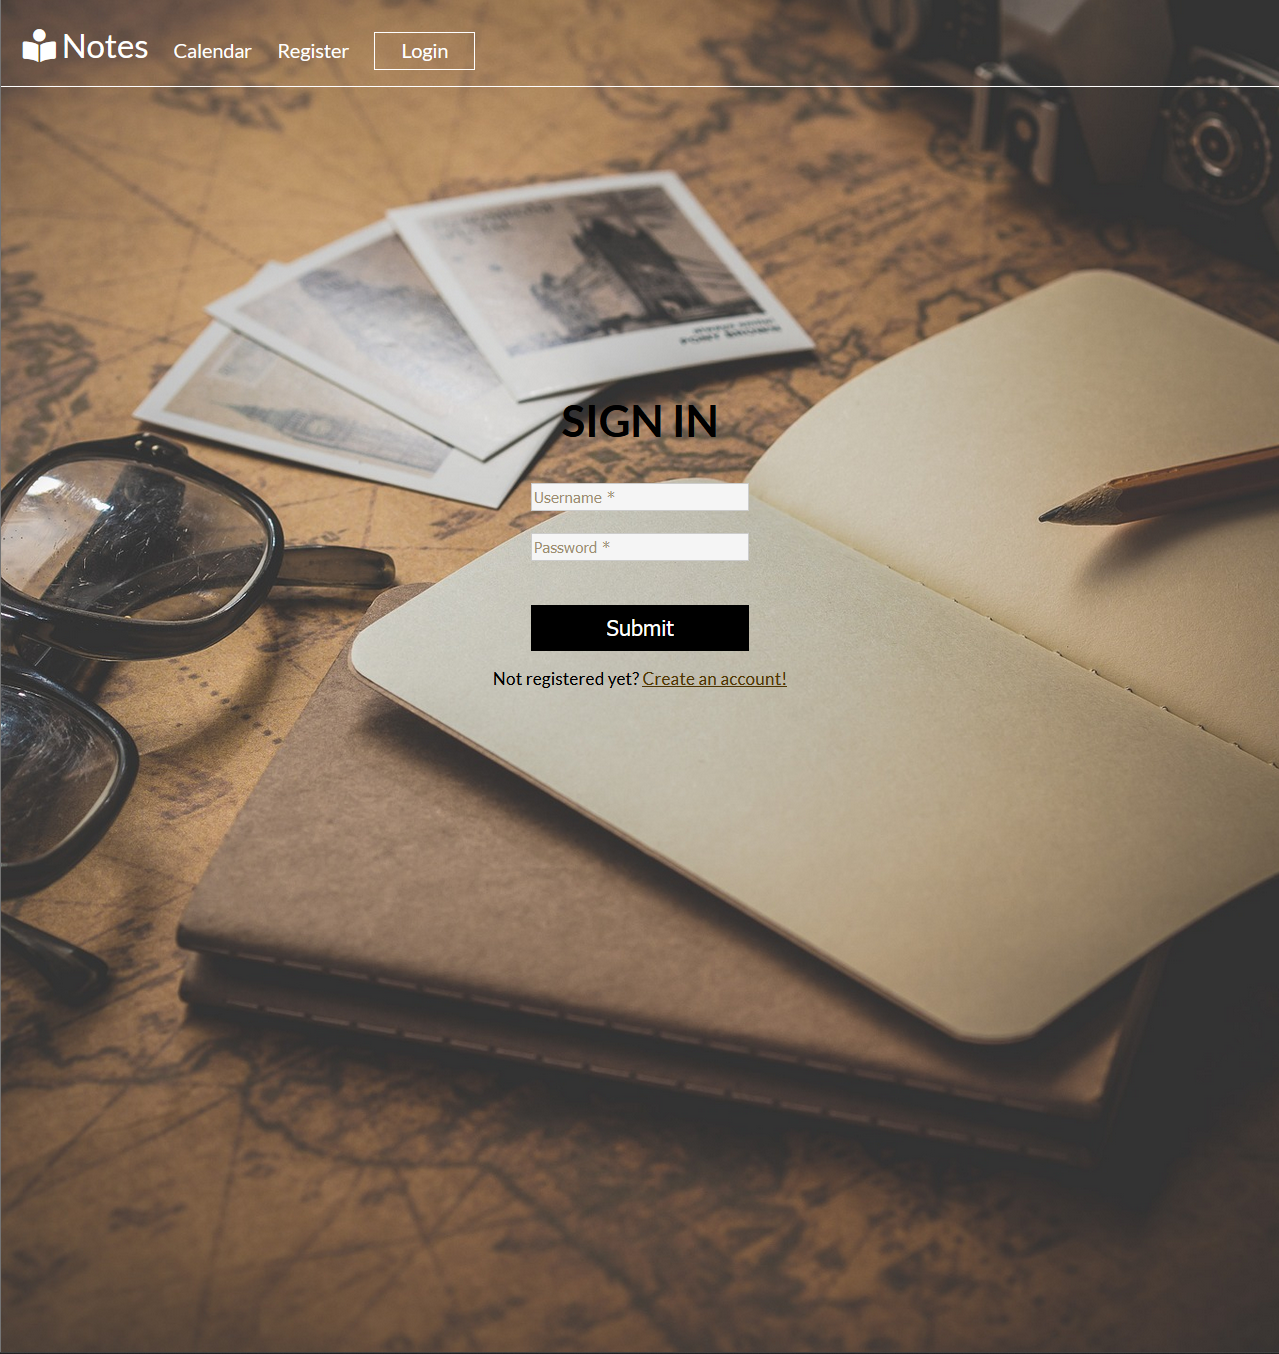 Notes Calendar Register Login
SIGN IN
Username *
Password *
Submit
Not registered yet? Create an account!